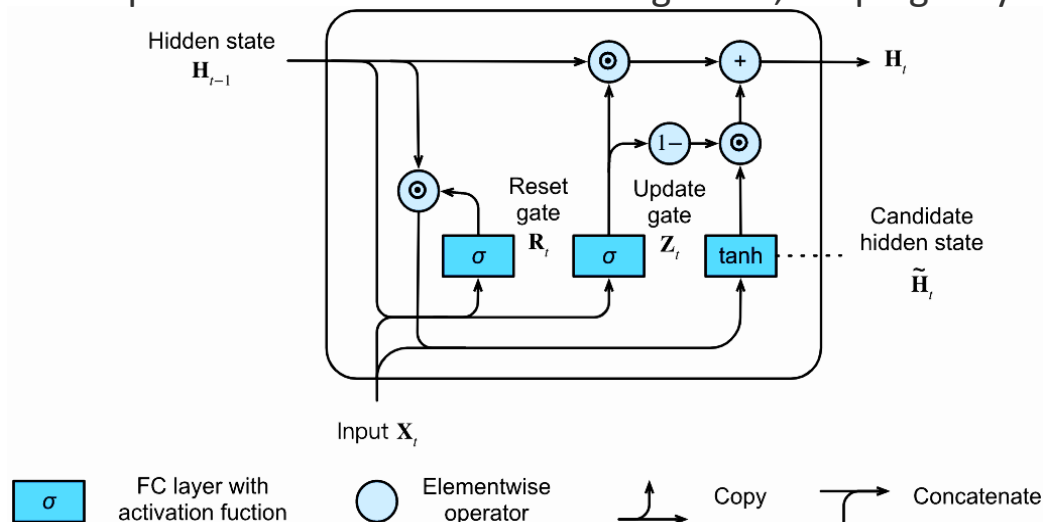 Hidden state
H_{t−1}
H_t
+
1−
Reset
gate
R_t
Update
gate
Z_t
Candidate
hidden state
H̃_t
σ
σ
tanh
Input X_t
σ
FC layer with
activation fuction
Elementwise
operator
Copy
Concatenate